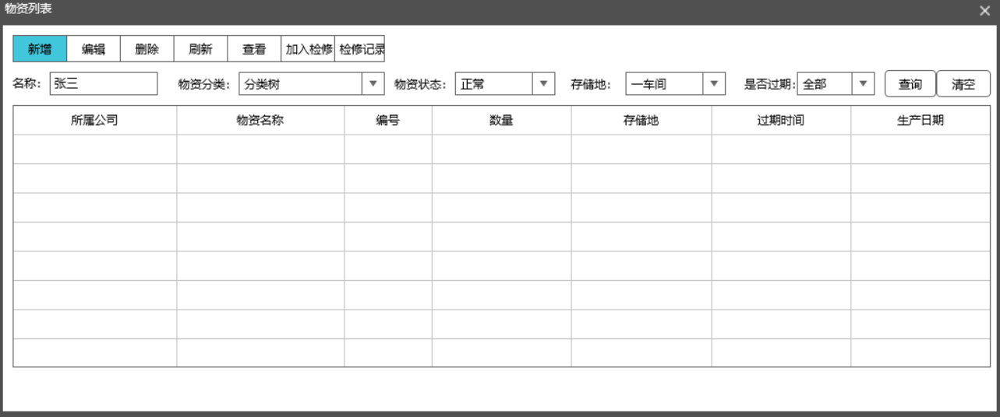 物资列表
新增 编辑 删除 刷新 查看 加入检修 检修记录
名称: 张三 物资分类: 分类树 物资状态: 正常 存储地: 一车间 是否过期: 全部 查询 清空
所属公司 物资名称 编号 数量 存储地 过期时间 生产日期